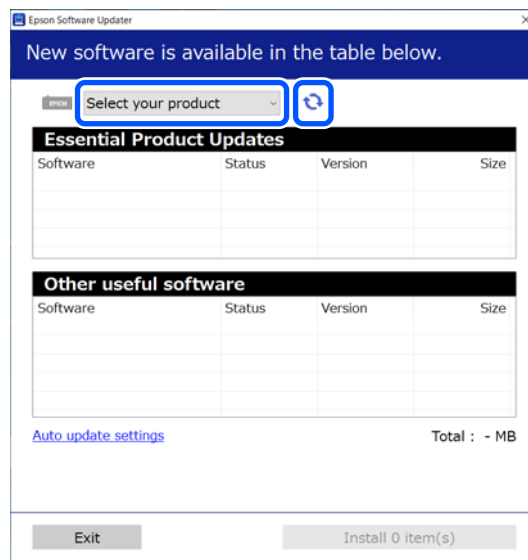 Epson Software Updater
New software is available in the table below.
EPSON Select your product
Essential Product Updates
Software Status Version Size
Other useful software
Software Status Version Size
Auto update settings Total : - MB
Exit Install 0 item(s)